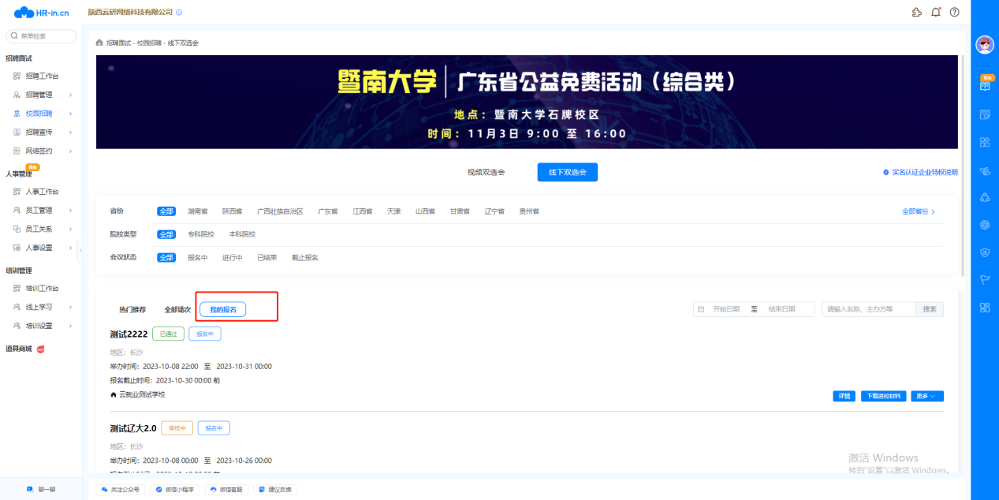 HR-in.cn
陕西云研网络科技有限公司
菜单检索
招聘面试
招聘工作台
招聘管理
校园招聘
招聘宣传
网络签约
人事管理
人事工作台
员工管理
员工关系
人事设置
培训管理
培训工作台
线上学习
培训设置
道具商城
聊一聊
招聘面试 - 校园招聘 - 线下双选会
暨南大学 广东省公益免费活动（综合类）
地点：暨南大学石牌校区
时间：11月3日 9:00 至 16:00
视频双选会 线下双选会 实名认证企业特权说明
省份 全部 湖南省 陕西省 广西壮族自治区 广东省 江西省 天津 山西省 甘肃省 辽宁省 贵州省 全部省份
院校类型 全部 专科院校 本科院校
会议状态 全部 报名中 进行中 已结束 截止报名
热门推荐 全部场次 我的报名 开始日期 至 结束日期 请输入名称、主办方等 搜索
测试2222 已通过 报名中
地区：长沙
举办时间：2023-10-08 22:00 至 2023-10-31 00:00
报名截止时间：2023-10-30 00:00 前
云就业测试学校
详情 下载进校材料 更多
测试辽大2.0 审核中 报名中
地区：长沙
举办时间：2023-10-08 00:00 至 2023-10-26 00:00
激活 Windows
转到"设置"以激活 Windows。
关注公众号 微信小程序 微信客服 建议反馈